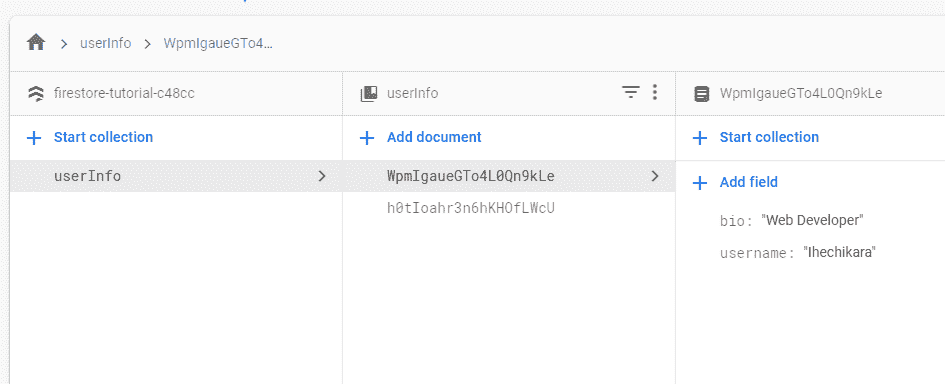 userInfo WpmIgaueGTo4...
firestore-tutorial-c48cc
userInfo
WpmIgaueGTo4L0Qn9kLe
Start collection
Add document
Start collection
userInfo
WpmIgaueGTo4L0Qn9kLe
h0tIoahr3n6hKHOfLWcU
Add field
bio: "Web Developer"
username: "Ihechikara"